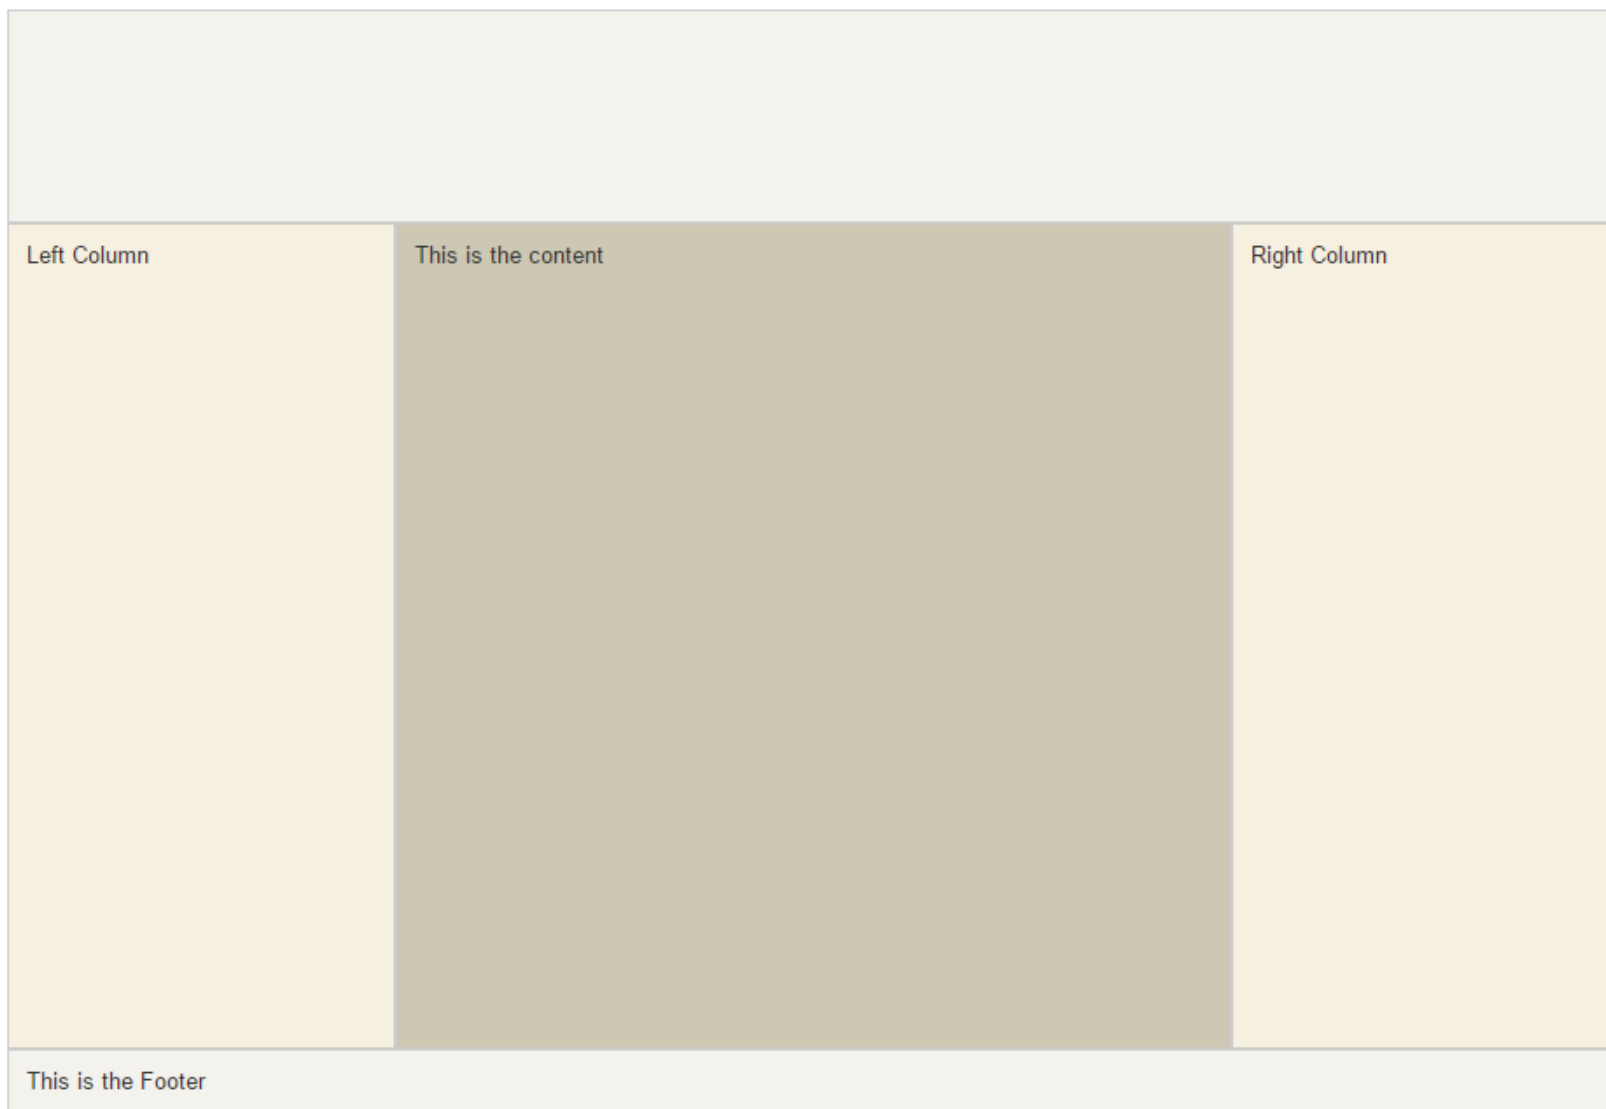 Left Column
This is the content
Right Column
This is the Footer